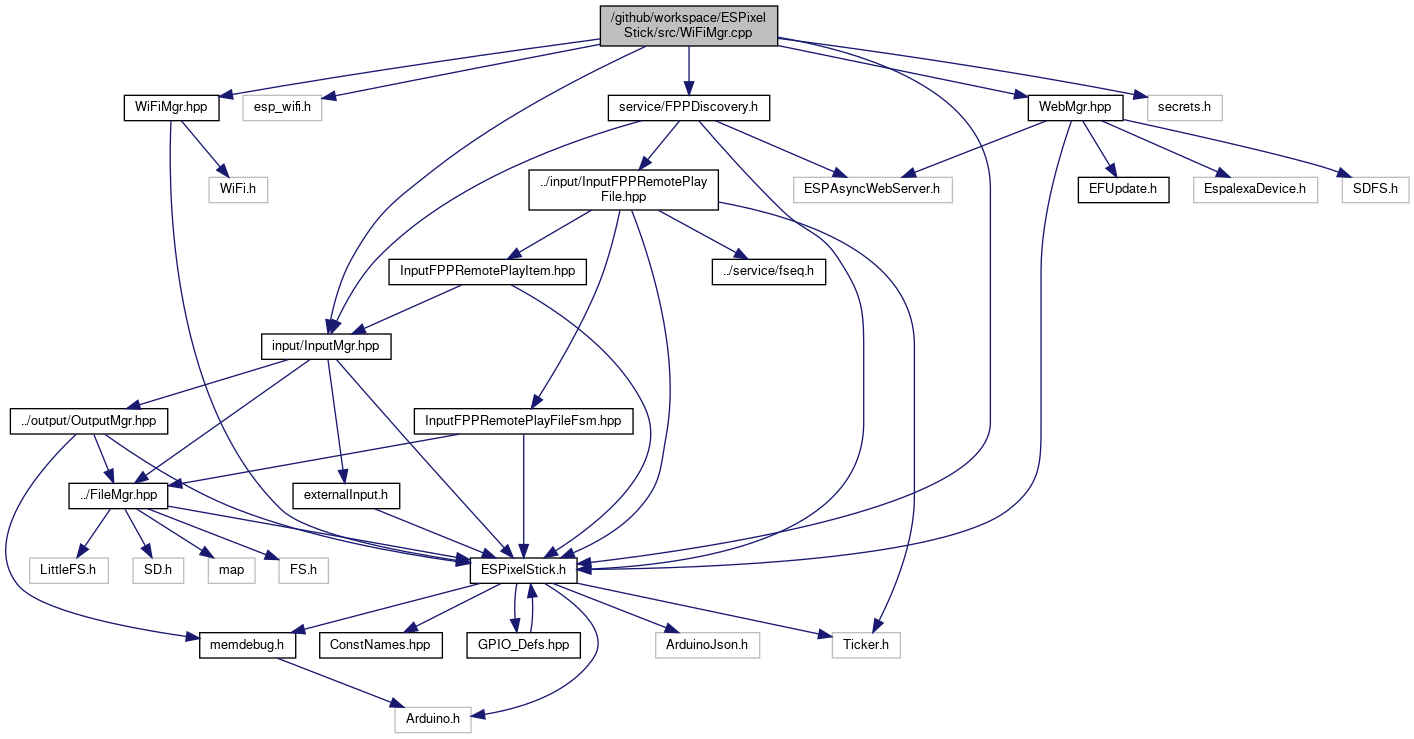 /github/workspace/ESPixel
Stick/src/WiFiMgr.cpp
WiFiMgr.hpp
esp_wifi.h
service/FPPDiscovery.h
WebMgr.hpp
secrets.h
WiFi.h
../input/InputFPPRemotePlay
File.hpp
ESPAsyncWebServer.h
EFUpdate.h
EspalexaDevice.h
SDFS.h
InputFPPRemotePlayItem.hpp
../service/fseq.h
input/InputMgr.hpp
../output/OutputMgr.hpp
InputFPPRemotePlayFileFsm.hpp
../FileMgr.hpp
externalInput.h
LittleFS.h
SD.h
map
FS.h
ESPixelStick.h
memdebug.h
ConstNames.hpp
GPIO_Defs.hpp
ArduinoJson.h
Ticker.h
Arduino.h